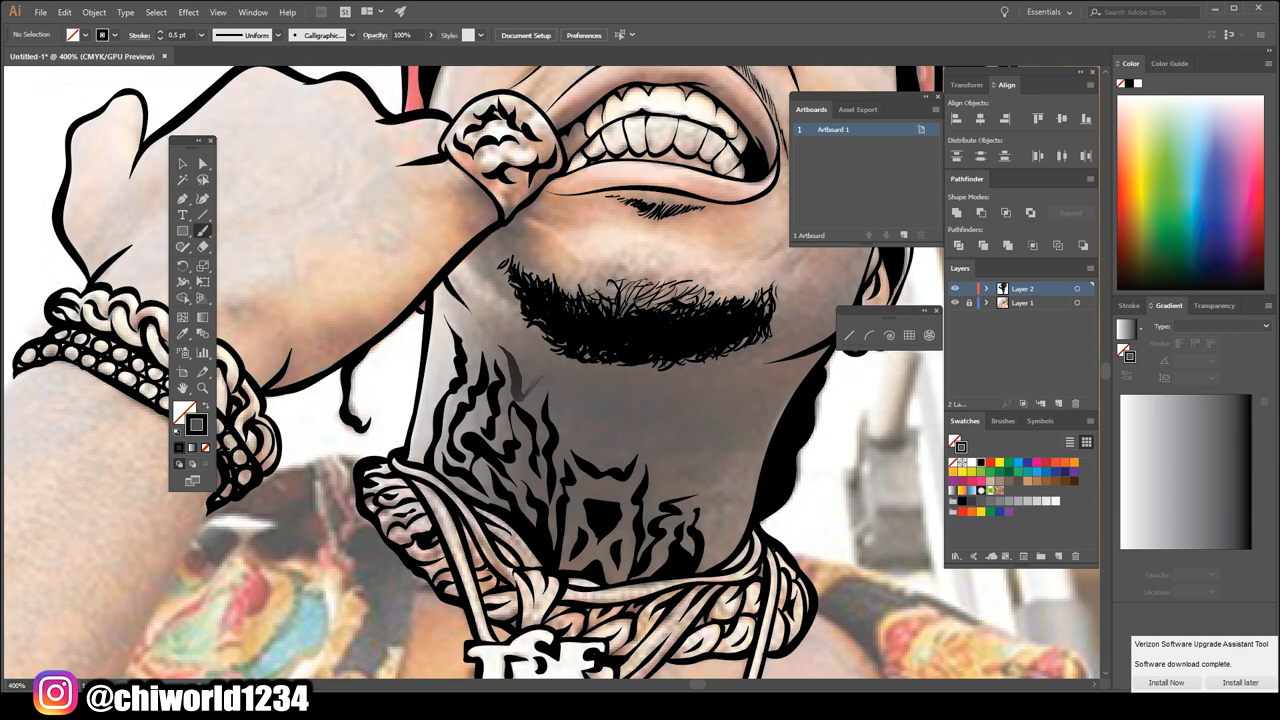 Ai File Edit Object Type Select Effect View Window Help Br St Essentials Search Adobe Stock
No Selection Stroke: 0.5 pt Uniform Calligraphic... Opacity: 100% Style: Document Setup Preferences
Untitled-1* @ 400% (CMYK/GPU Preview)
Color Color Guide
Transform Align
Align Objects:
Artboards Asset Export
1 Artboard 1
Distribute Objects:
Pathfinder
Shape Modes:
Expand
Pathfinders:
1 Artboard
Layers
Layer 2
Layer 1
Stroke Gradient Transparency
Type:
Stroke:
2 La...
Swatches Brushes Symbols
Opacity:
Location:
Verizon Software Upgrade Assistant Tool
Software download complete.
Install Now Install later
400%
@chiworld1234